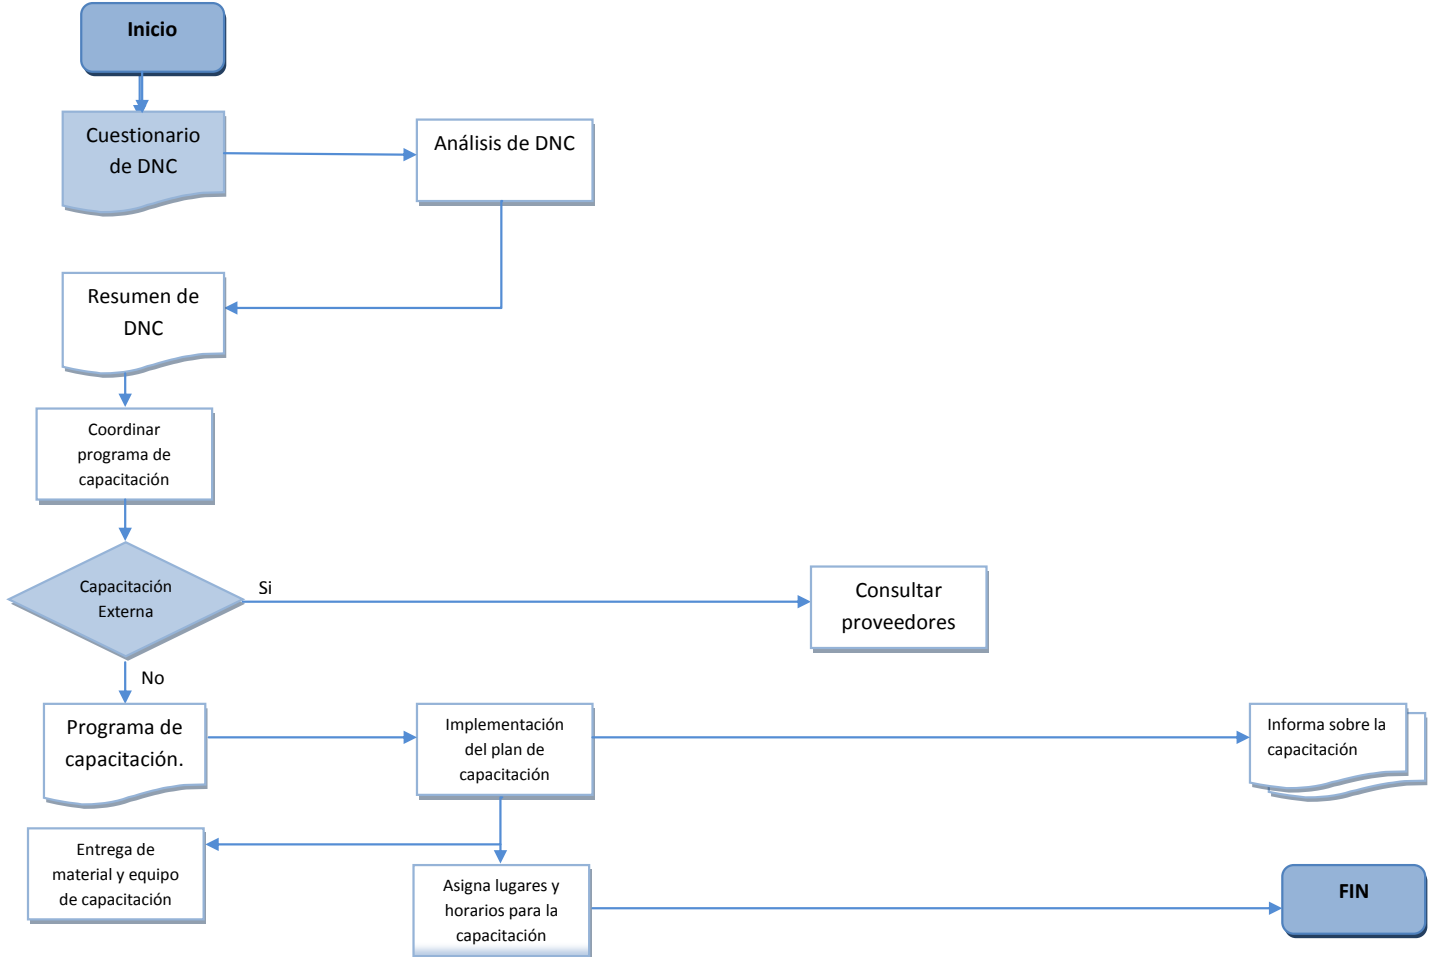 Inicio
Cuestionario
de DNC
Análisis de DNC
Resumen de
DNC
Coordinar
programa de
capacitación
Capacitación
Externa
Si
Consultar
proveedores
No
Programa de
capacitación.
Implementación
del plan de
capacitación
Informa sobre la
capacitación
Entrega de
material y equipo
de capacitación
Asigna lugares y
horarios para la
capacitación
FIN